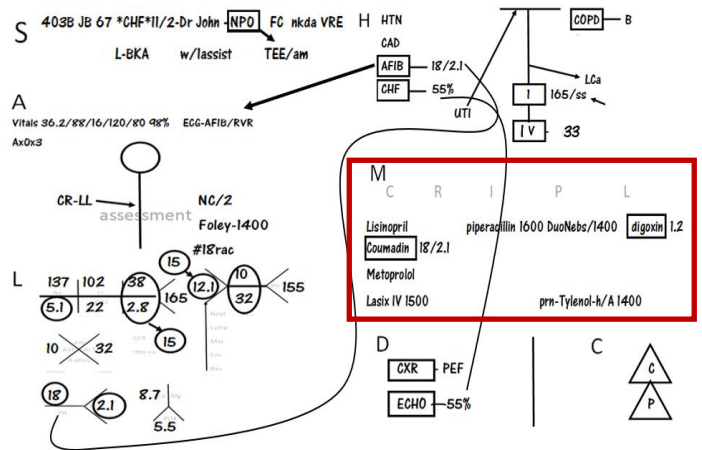 S 403B JB 67 *CHF*11/2-Dr John -NPO FC nkda VRE
L-BKA w/1assist TEE/am
H HTN
CAD
AFIB 18/2.1
CHF 55%
UTI
COPD B
LCa
I 165/ss
IV 33
A
Vitals 36.2/88/16/120/80 98% ECG-AFIB/RVR
AxOx3
CR-LL
assessment
NC/2
Foley-1400
#18rac
M
C R I P L
Lisinopril piperacillin 1600 DuoNebs/1400 digoxin 1.2
Coumadin 18/2.1
Metoprolol
Lasix IV 1500 prn-Tylenol-h/A 1400
L
137 102 38 165
5.1 22 2.8 15
15 12.1 10 155
32
10 32
18 2.1
8.7
5.5
D
CXR PEF
ECHO 55%
C
C
P